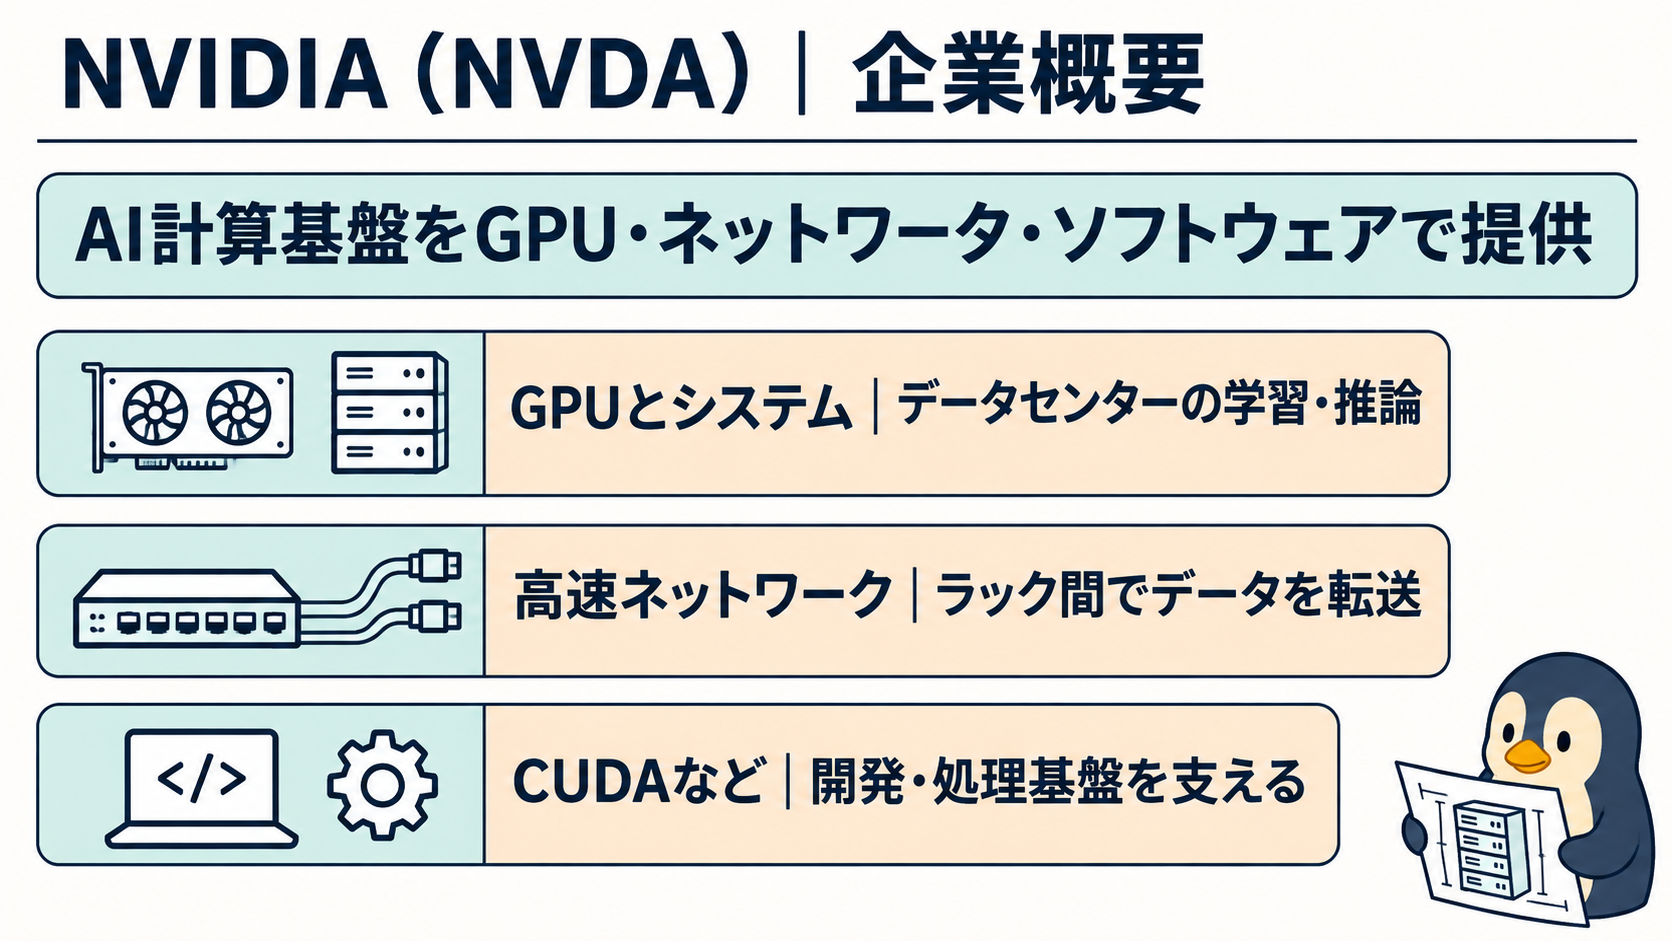 NVIDIA（NVDA）｜企業概要
AI計算基盤をGPU・ネットワータ・ソフトウェアで提供
GPUとシステム｜データセンターの学習・推論
高速ネットワーク｜ラック間でデータを転送
CUDAなど｜開発・処理基盤を支える